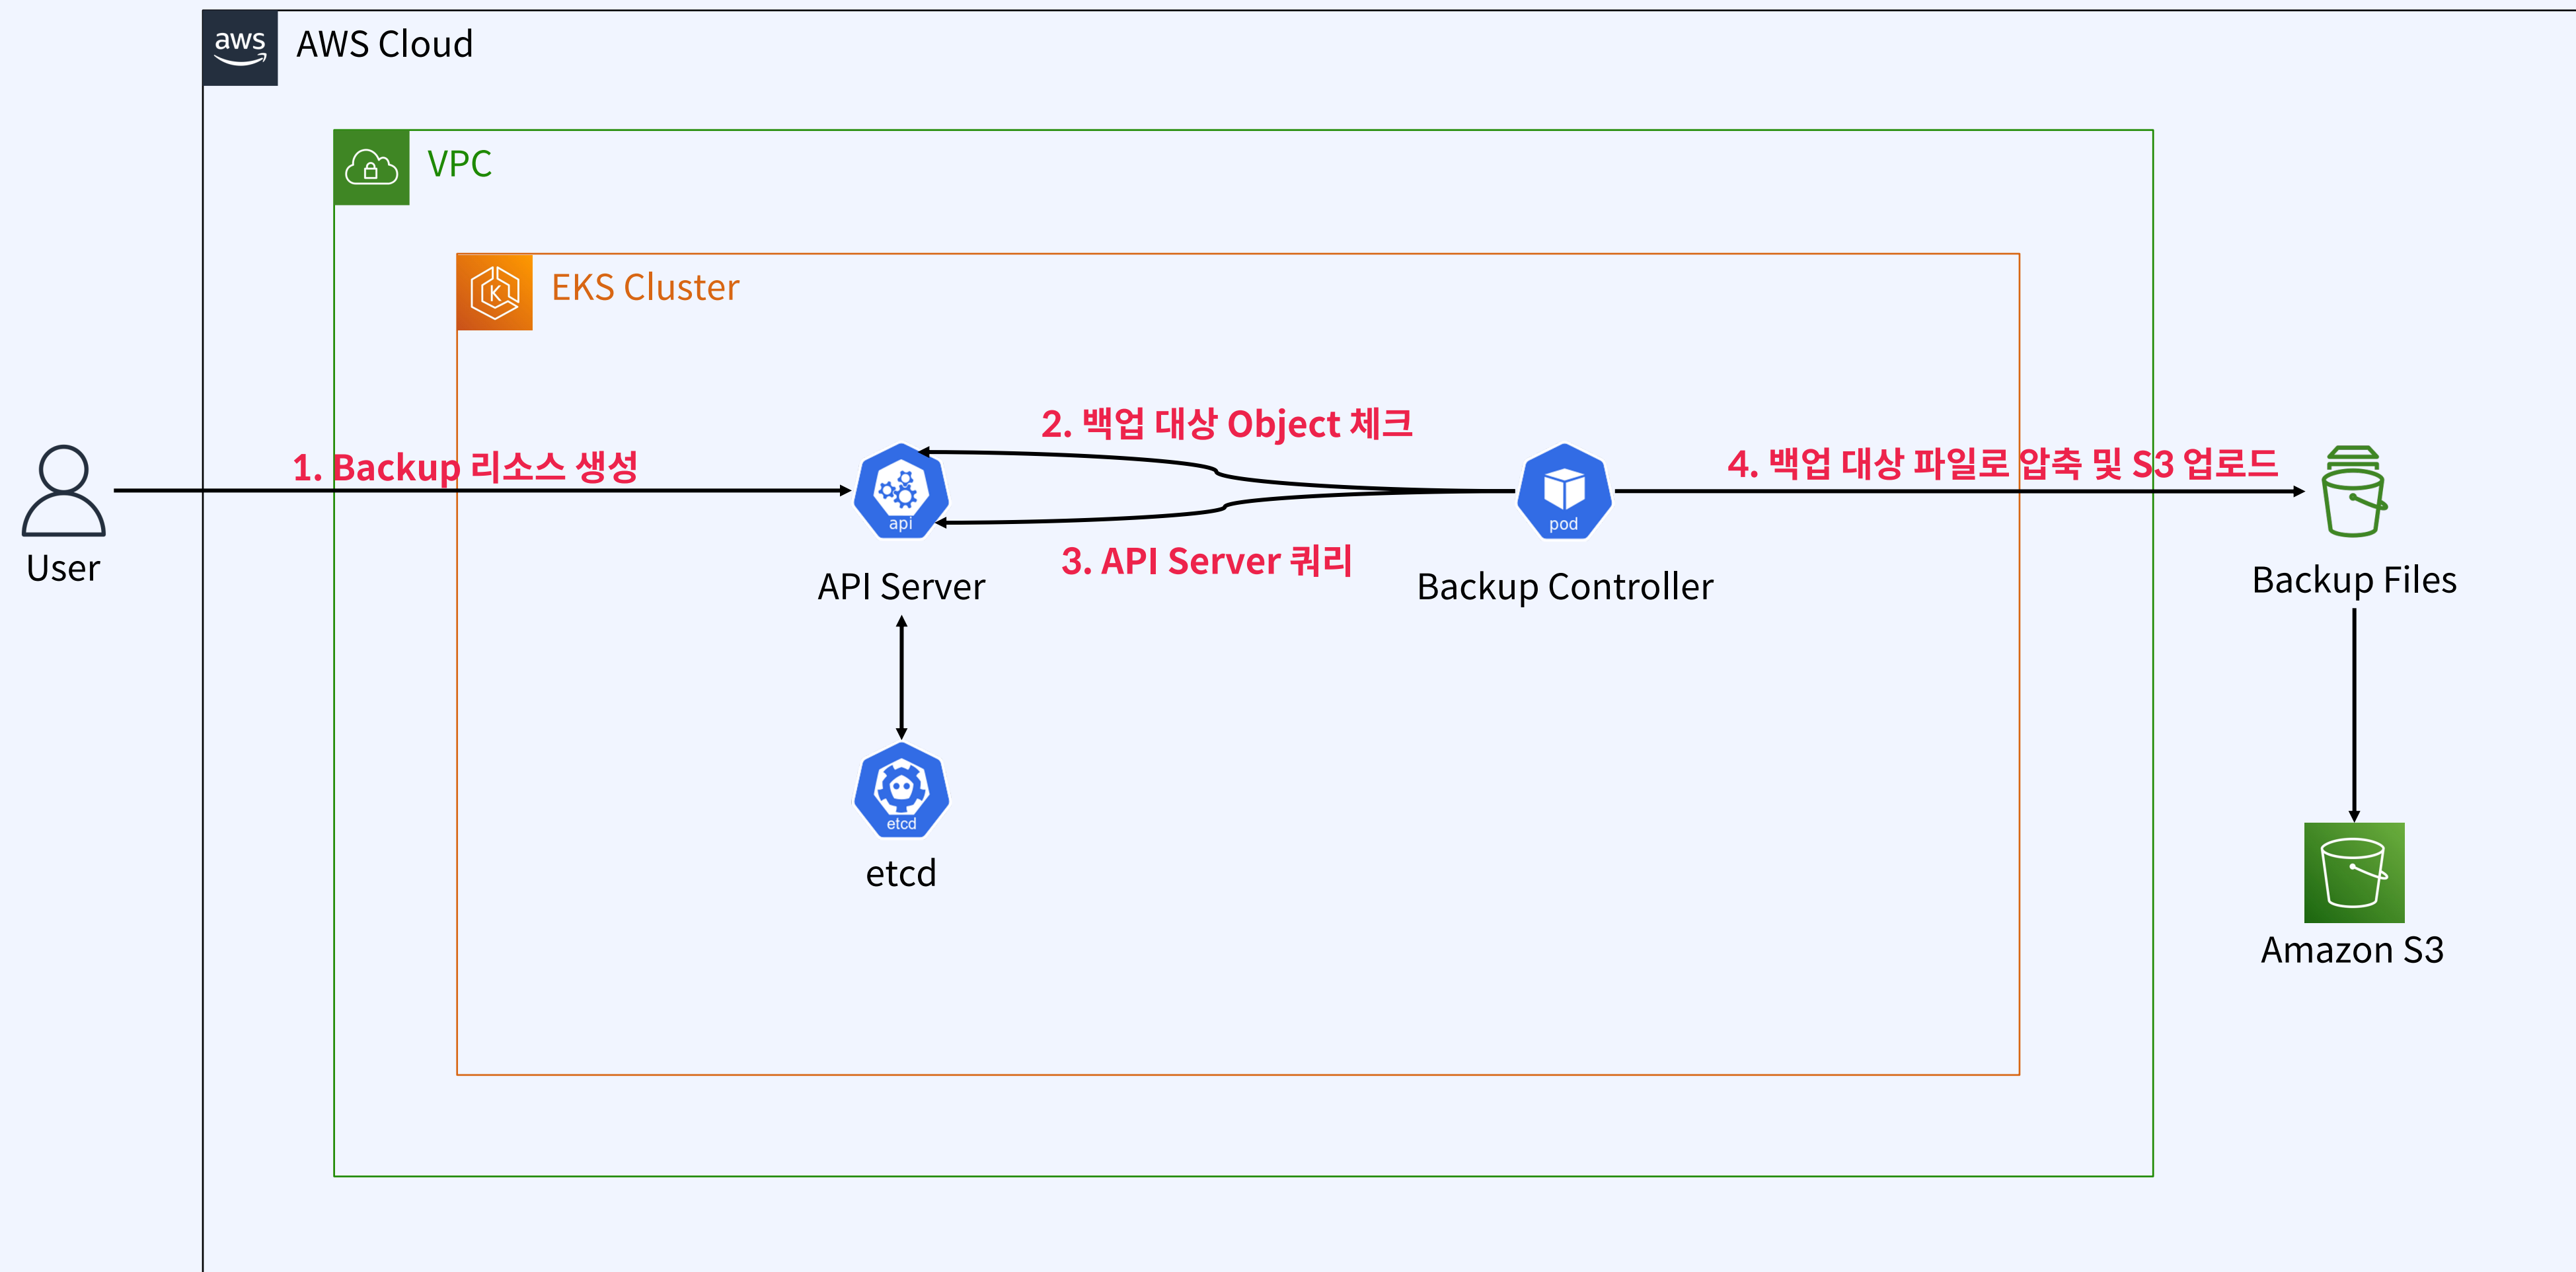 aws
AWS Cloud
VPC
EKS Cluster
K
2. 백업 대상 Object 체크
1. Backup 리소스 생성
4. 백업 대상 파일로 압축 및 S3 업로드
api
pod
3. API Server 쿼리
User
API Server
Backup Controller
Backup Files
etcd
etcd
Amazon S3